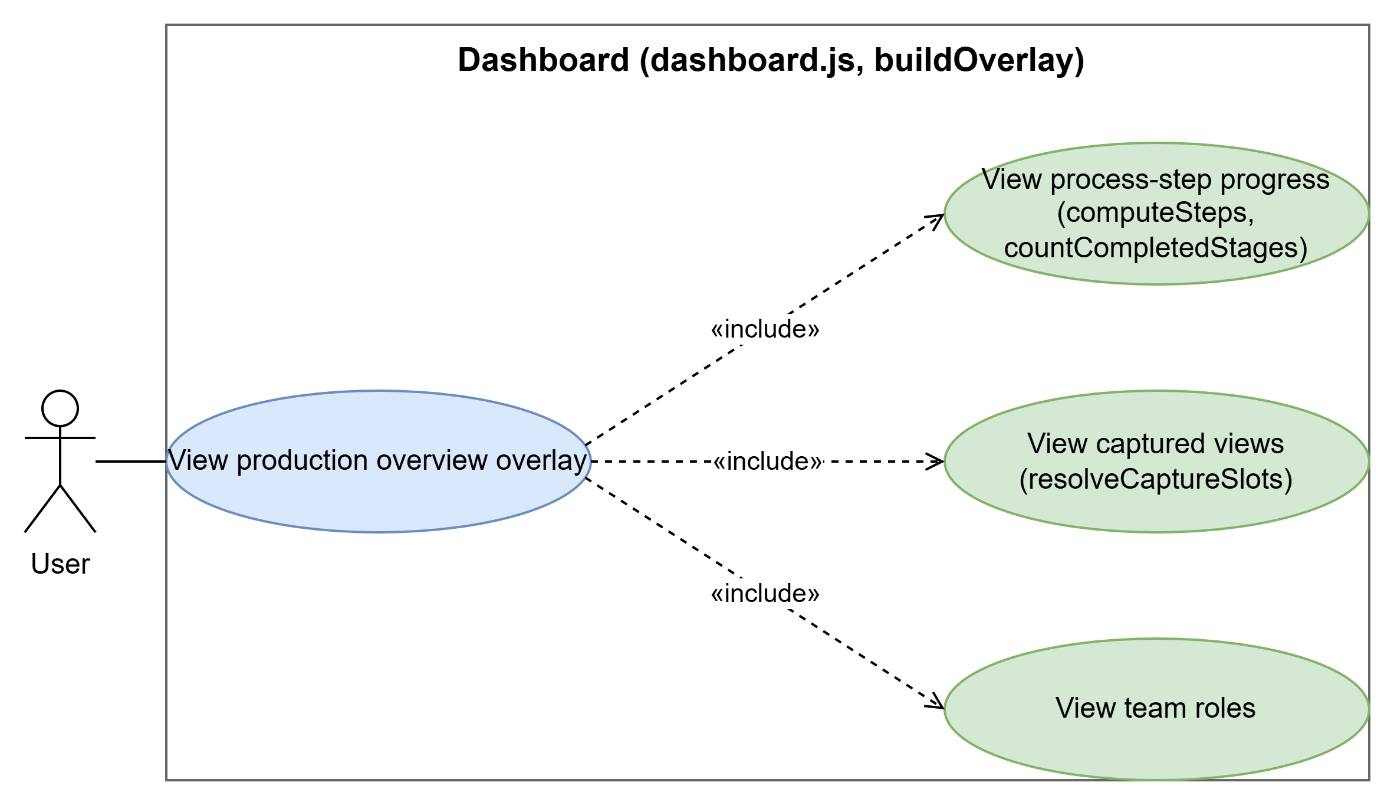 Dashboard (dashboard.js, buildOverlay)
View process-step progress
(computeSteps,
countCompletedStages)
«include»
View production overview overlay
«include»
View captured views
(resolveCaptureSlots)
User
«include»
View team roles